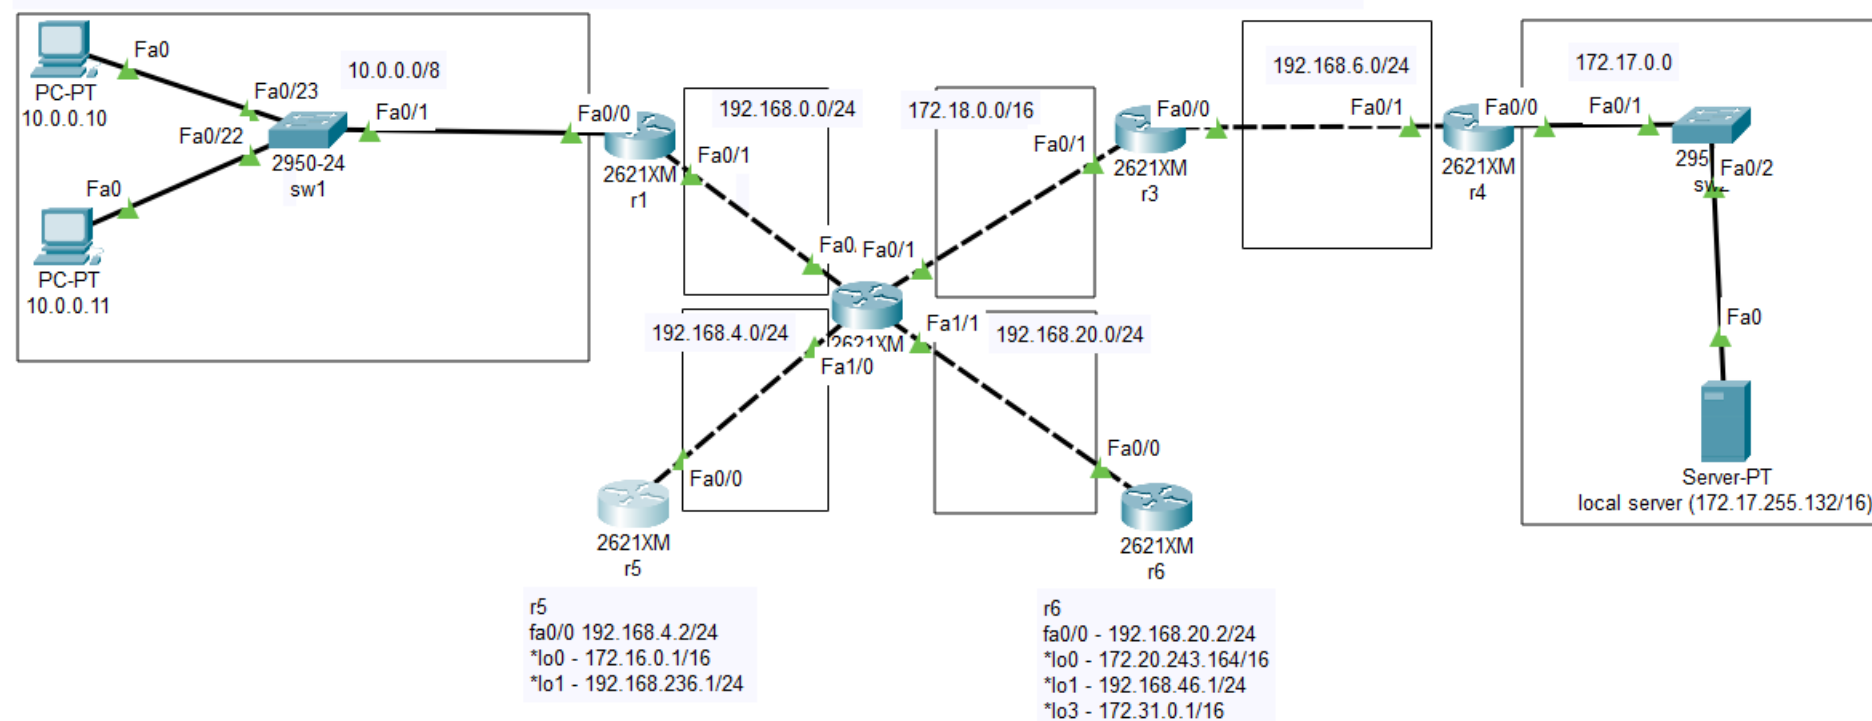 Fa0
PC-PT
10.0.0.10
Fa0/23
10.0.0.0/8
Fa0/1
Fa0/22
2950-24
sw1
Fa0
PC-PT
10.0.0.11
Fa0/0
2621XM
r1
192.168.0.0/24
Fa0/1
172.18.0.0/16
Fa0/1
Fa0/0
2621XM
r3
192.168.6.0/24
Fa0/1
Fa0/0
2621XM
r4
172.17.0.0
Fa0/1
295
Fa0/2
Fa0
Server-PT
local server (172.17.255.132/16)
Fa0/
Fa0/1
2621XM
192.168.4.0/24
Fa1/0
Fa1/1
192.168.20.0/24
Fa0/0
2621XM
r5
Fa0/0
2621XM
r6
r5
fa0/0 192.168.4.2/24
*lo0 - 172.16.0.1/16
*lo1 - 192.168.236.1/24
r6
fa0/0 - 192.168.20.2/24
*lo0 - 172.20.243.164/16
*lo1 - 192.168.46.1/24
*lo3 - 172.31.0.1/16